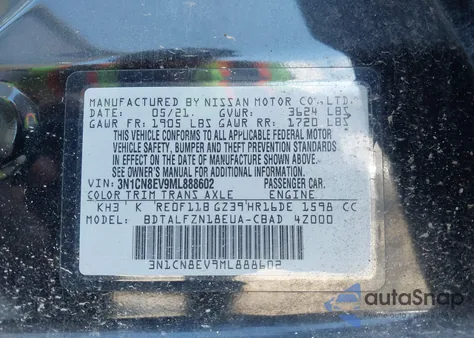 MANUFACTURED BY NISSAN MOTOR CO.,LTD.
DATE: 05/21. GVWR: 3624 LBS
GAWR FR: 1905 LBS GAWR RR: 1720 LBS
THIS VEHICLE CONFORMS TO ALL APPLICABLE FEDERAL MOTOR
VEHICLE SAFETY, BUMPER AND THEFT PREVENTION STANDARDS
IN EFFECT ON THE DATE OF MANUFACTURE SHOWN ABOVE.
SEE OWNER'S MANUAL FOR ADDITIONAL INFORMATION
VIN: 3N1CN8EV9ML888602 PASSENGER CAR.
COLOR TRIM TRANS AXLE ENGINE
KH3 K RE0F11B GZ39 HR16DE 1598 CC
MODEL: BDTALFZN18EUA-CBAD 4Z000
3N1CN8EV9ML888602
autoSnap